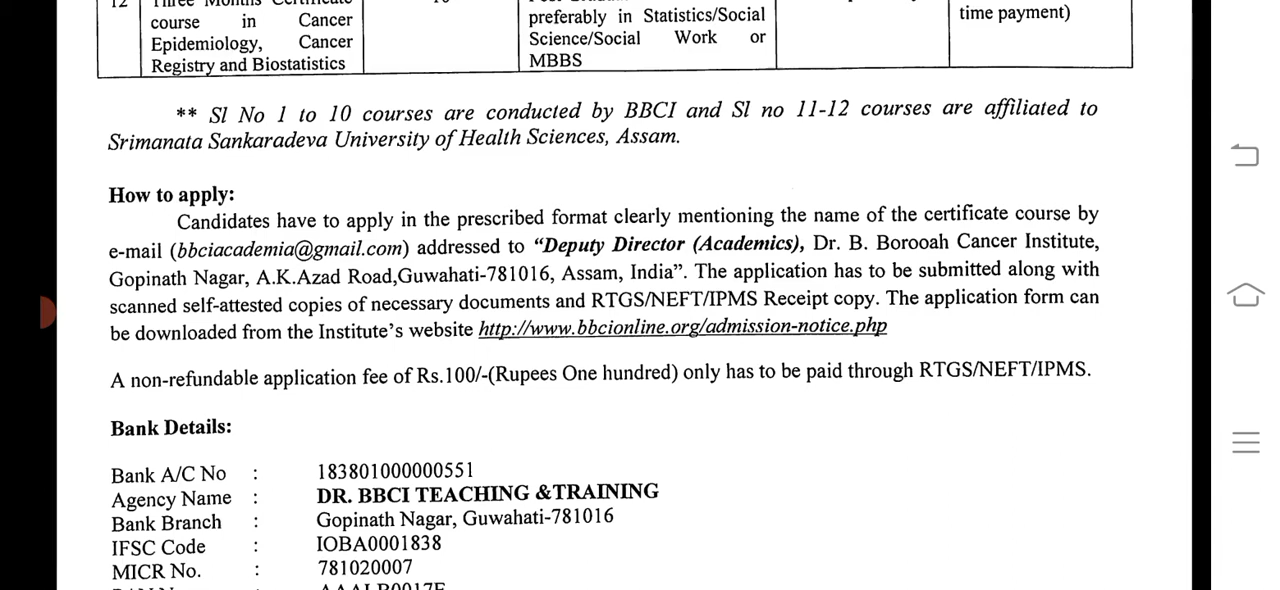 12 Three Months Certificate
course in Cancer
Epidemiology, Cancer
Registry and Biostatistics
preferably in Statistics/Social
Science/Social Work or
MBBS
time payment)
** Sl No 1 to 10 courses are conducted by BBCI and Sl no 11-12 courses are affiliated to
Srimanata Sankaradeva University of Health Sciences, Assam.
How to apply:
Candidates have to apply in the prescribed format clearly mentioning the name of the certificate course by
e-mail (bbciacademia@gmail.com) addressed to “Deputy Director (Academics), Dr. B. Borooah Cancer Institute,
Gopinath Nagar, A.K.Azad Road,Guwahati-781016, Assam, India”. The application has to be submitted along with
scanned self-attested copies of necessary documents and RTGS/NEFT/IPMS Receipt copy. The application form can
be downloaded from the Institute’s website http://www.bbcionline.org/admission-notice.php
A non-refundable application fee of Rs.100/-(Rupees One hundred) only has to be paid through RTGS/NEFT/IPMS.
Bank Details:
Bank A/C No : 183801000000551
Agency Name : DR. BBCI TEACHING &TRAINING
Bank Branch : Gopinath Nagar, Guwahati-781016
IFSC Code : IOBA0001838
MICR No. : 781020007